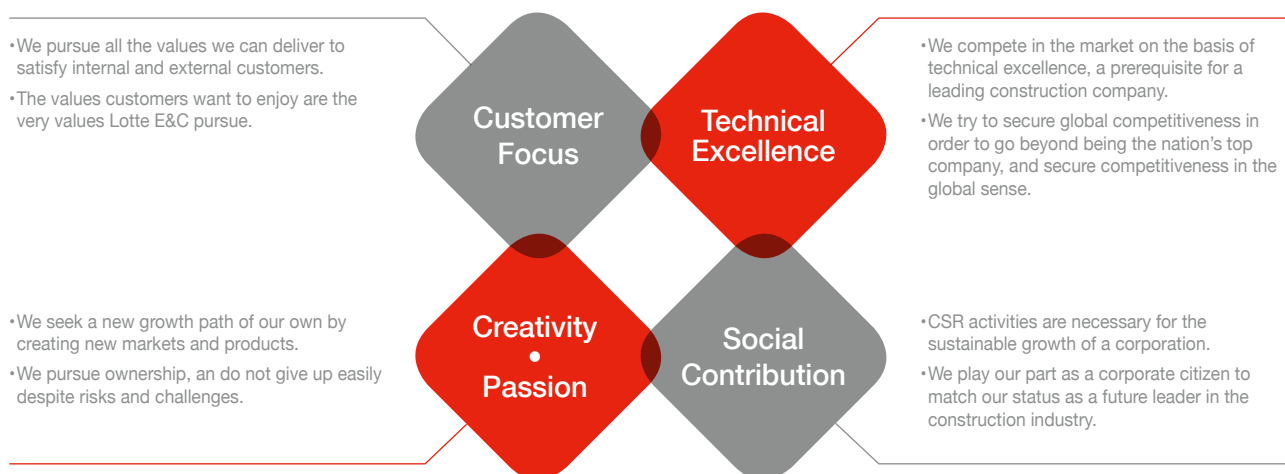 •We pursue all the values we can deliver to
satisfy internal and external customers.
•The values customers want to enjoy are the
very values Lotte E&C pursue.
Customer
Focus
Technical
Excellence
•We compete in the market on the basis of
technical excellence, a prerequisite for a
leading construction company.
•We try to secure global competitiveness in
order to go beyond being the nation's top
company, and secure competitiveness in the
global sense.
•We seek a new growth path of our own by
creating new markets and products.
•We pursue ownership, an do not give up easily
despite risks and challenges.
Creativity
•
Passion
Social
Contribution
•CSR activities are necessary for the
sustainable growth of a corporation.
•We play our part as a corporate citizen to
match our status as a future leader in the
construction industry.